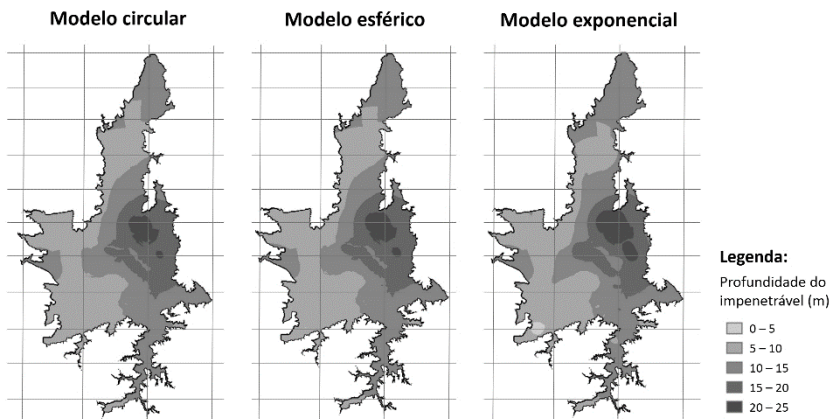 Modelo circular
Modelo esférico
Modelo exponencial
Legenda:
Profundidade do
impenetrável (m)
0 – 5
5 – 10
10 – 15
15 – 20
20 – 25